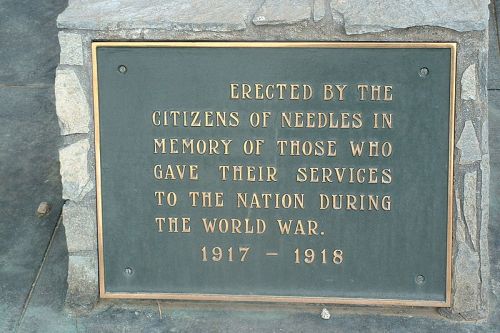 ERECTED BY THE
CITIZENS OF NEEDLES IN
MEMORY OF THOSE WHO
GAVE THEIR SERVICES
TO THE NATION DURING
THE WORLD WAR.
1917 - 1918